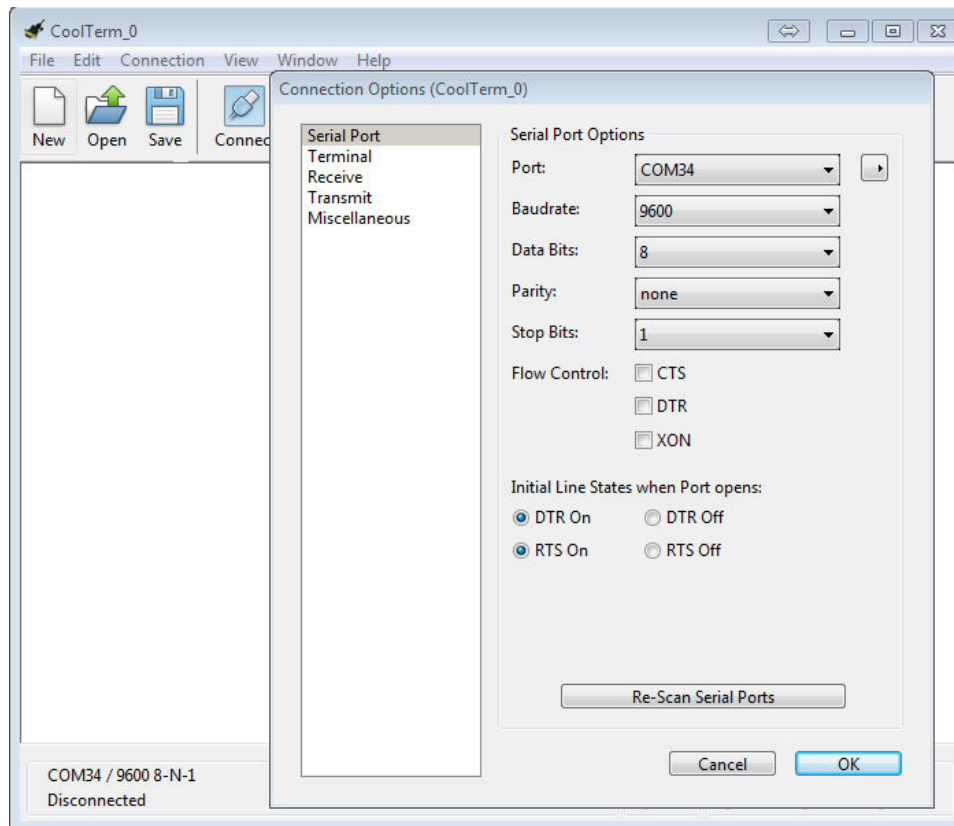 CoolTerm_0
File Edit Connection View Window Help
New Open Save Connec
Connection Options (CoolTerm_0)
Serial Port
Terminal
Receive
Transmit
Miscellaneous
Serial Port Options
Port: COM34
Baudrate: 9600
Data Bits: 8
Parity: none
Stop Bits: 1
Flow Control: CTS
DTR
XON
Initial Line States when Port opens:
DTR On DTR Off
RTS On RTS Off
Re-Scan Serial Ports
Cancel OK
COM34 / 9600 8-N-1
Disconnected